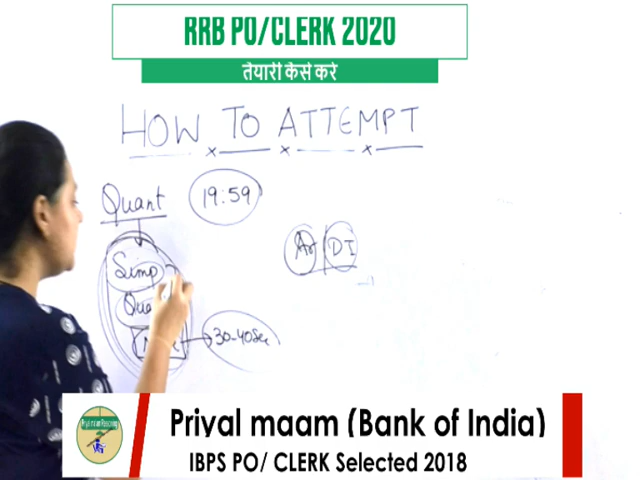 RRB PO/CLERK 2020
तैयारी कैसे करे
HOW TO ATTEMPT
Quant 19:59
Simp
30-40Sec
DI
Priyal maam (Bank of India)
IBPS PO/ CLERK Selected 2018